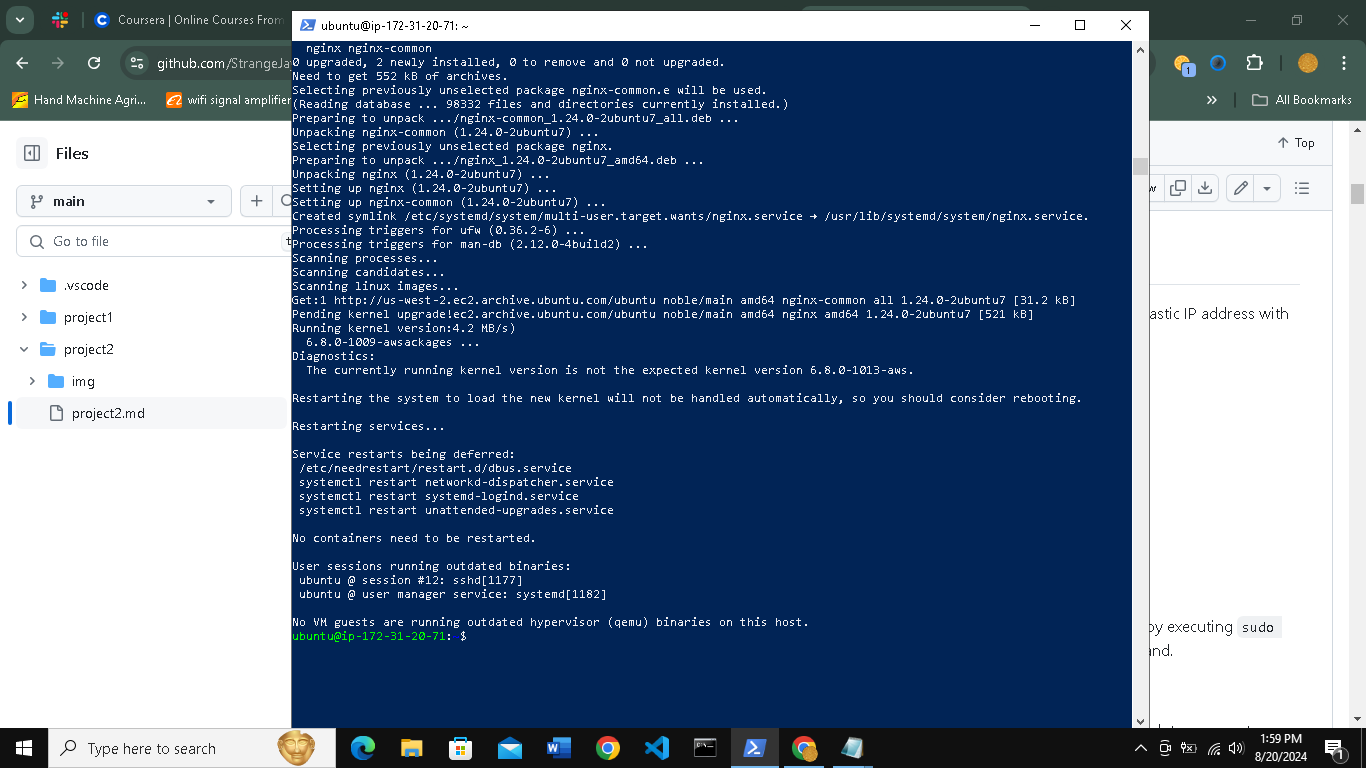 Coursera | Online Courses From
ubuntu@ip-172-31-20-71: ~
github.com/StrangeJa
1
Hand Machine Agri...
wifi signal amplifier
»
All Bookmarks
Files
Top
main
Go to file
t
.vscode
project1
project2
img
project2.md
nginx nginx-common
0 upgraded, 2 newly installed, 0 to remove and 0 not upgraded.
Need to get 552 kB of archives.
Selecting previously unselected package nginx-common.e will be used.
(Reading database ... 98332 files and directories currently installed.)
Preparing to unpack .../nginx-common_1.24.0-2ubuntu7_all.deb ...
Unpacking nginx-common (1.24.0-2ubuntu7) ...
Selecting previously unselected package nginx.
Preparing to unpack .../nginx_1.24.0-2ubuntu7_amd64.deb ...
Unpacking nginx (1.24.0-2ubuntu7) ...
Setting up nginx (1.24.0-2ubuntu7) ...
Setting up nginx-common (1.24.0-2ubuntu7) ...
Created symlink /etc/systemd/system/multi-user.target.wants/nginx.service → /usr/lib/systemd/system/nginx.service.
Processing triggers for ufw (0.36.2-6) ...
Processing triggers for man-db (2.12.0-4build2) ...
Scanning processes...
Scanning candidates...
Scanning linux images...
Get:1 http://us-west-2.ec2.archive.ubuntu.com/ubuntu noble/main amd64 nginx-common all 1.24.0-2ubuntu7 [31.2 kB]
Pending kernel upgrade!ec2.archive.ubuntu.com/ubuntu noble/main amd64 nginx amd64 1.24.0-2ubuntu7 [521 kB]
Running kernel version:4.2 MB/s)
6.8.0-1009-awsackages ...
Diagnostics:
The currently running kernel version is not the expected kernel version 6.8.0-1013-aws.
Restarting the system to load the new kernel will not be handled automatically, so you should consider rebooting.
Restarting services...
Service restarts being deferred:
/etc/needrestart/restart.d/dbus.service
systemctl restart networkd-dispatcher.service
systemctl restart systemd-logind.service
systemctl restart unattended-upgrades.service
No containers need to be restarted.
User sessions running outdated binaries:
ubuntu @ session #12: sshd[1177]
ubuntu @ user manager service: systemd[1182]
No VM guests are running outdated hypervisor (qemu) binaries on this host.
ubuntu@ip-172-31-20-71:~$
astic IP address with
by executing sudo
and.
Type here to search
1:59 PM
8/20/2024
1